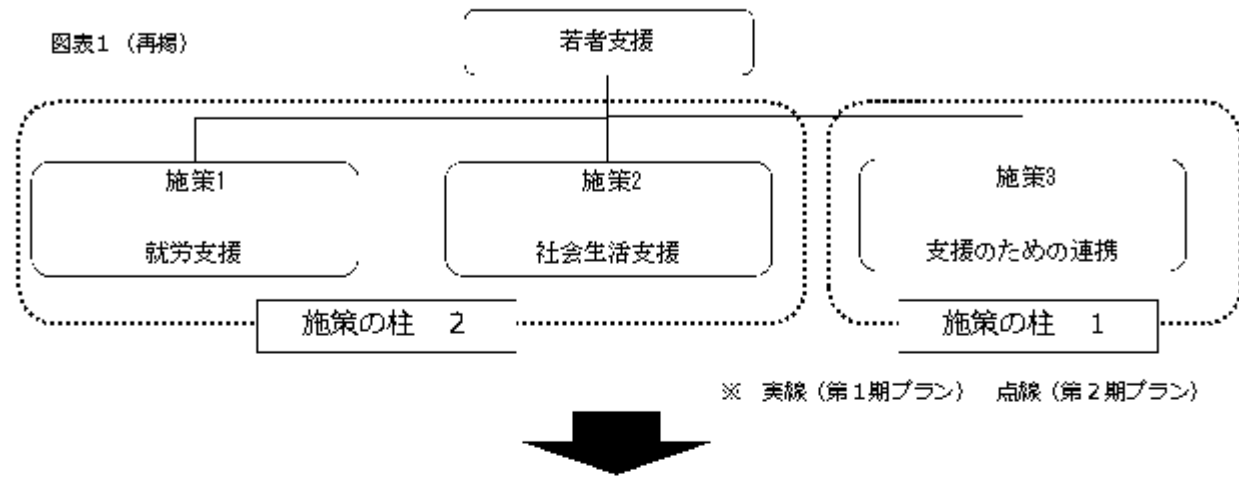 図表1（再掲）
若者支援
施策1
就労支援
施策2
社会生活支援
施策3
支援のための連携
施策の柱　2
施策の柱　1
※　実線（第1期プラン）　点線（第2期プラン）